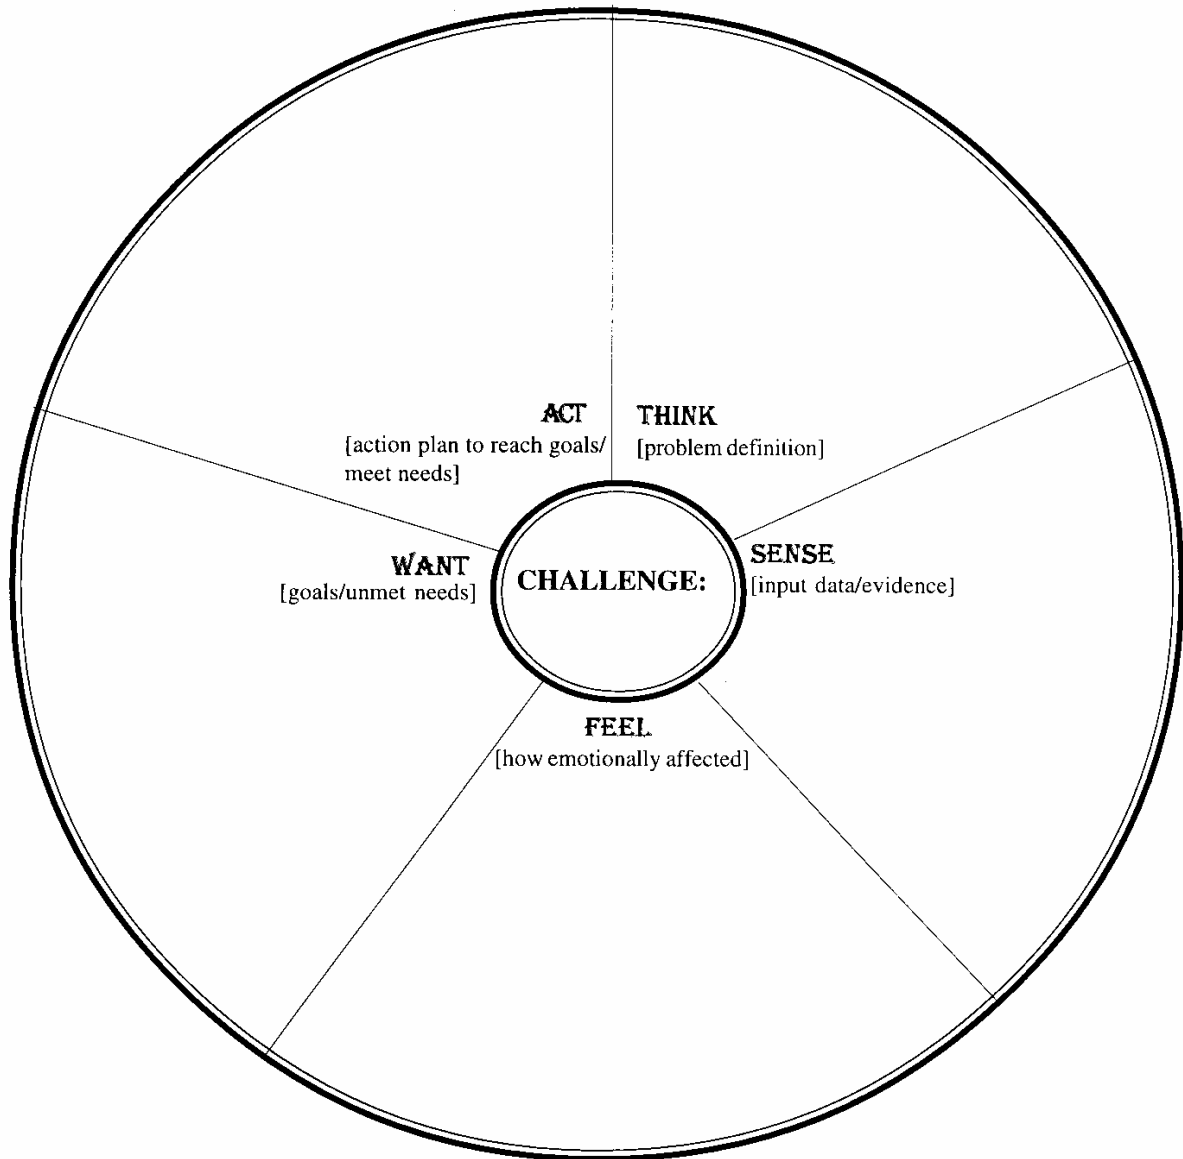 ACT
[action plan to reach goals/
meet needs]
THINK
[problem definition]
WANT
[goals/unmet needs]
CHALLENGE:
SENSE
[input data/evidence]
FEEL
[how emotionally affected]